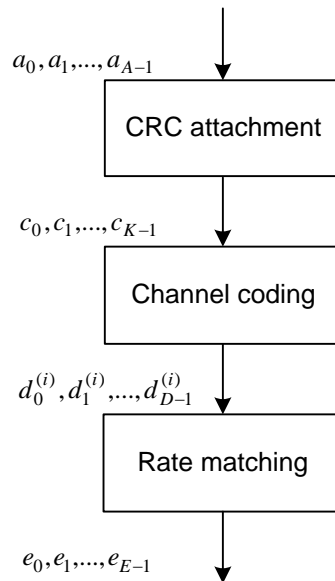 a_0, a_1, ..., a_{A-1}
CRC attachment
c_0, c_1, ..., c_{K-1}
Channel coding
d_0^{(i)}, d_1^{(i)}, ..., d_{D-1}^{(i)}
Rate matching
e_0, e_1, ..., e_{E-1}